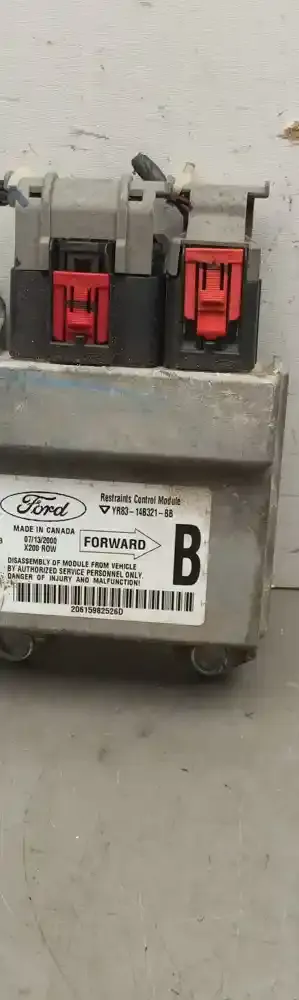 Ford
Restraints Control Module
YR83-14B321-BB
MADE IN CANADA
07/13/2000
X200 ROW
FORWARD
B
DISASSEMBLY OF MODULE FROM VEHICLE
BY AUTHORIZED SERVICE PERSONNEL ONLY.
DANGER OF INJURY AND MALFUNCTION!
20615982526D